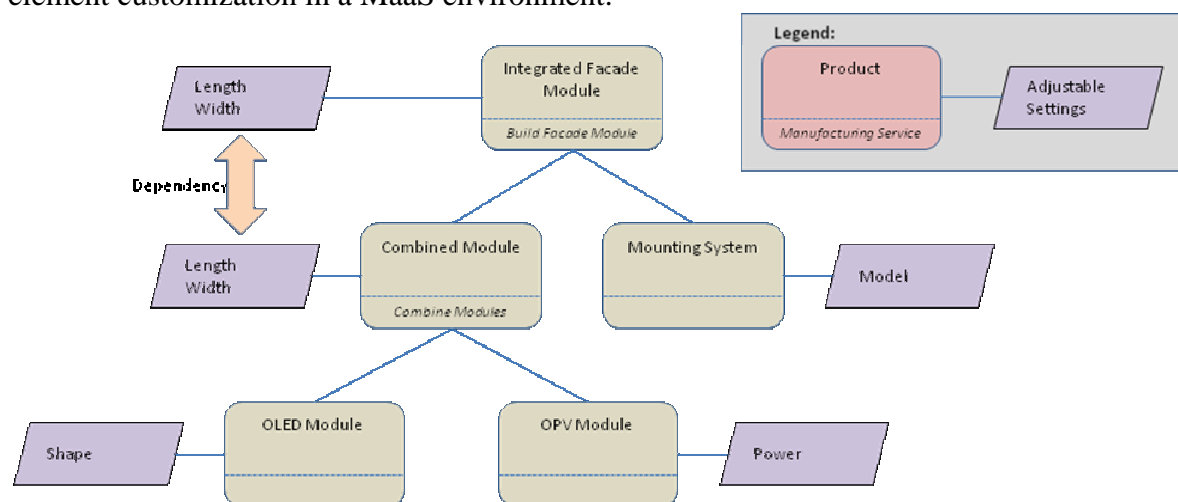 element customization in a MaaS environment.
Legend:
Product
Manufacturing Service
Adjustable
Settings
Length
Width
Integrated Facade
Module
Build Facade Module
Dependency
Length
Width
Combined Module
Combine Modules
Mounting System
Model
Shape
OLED Module
OPV Module
Power